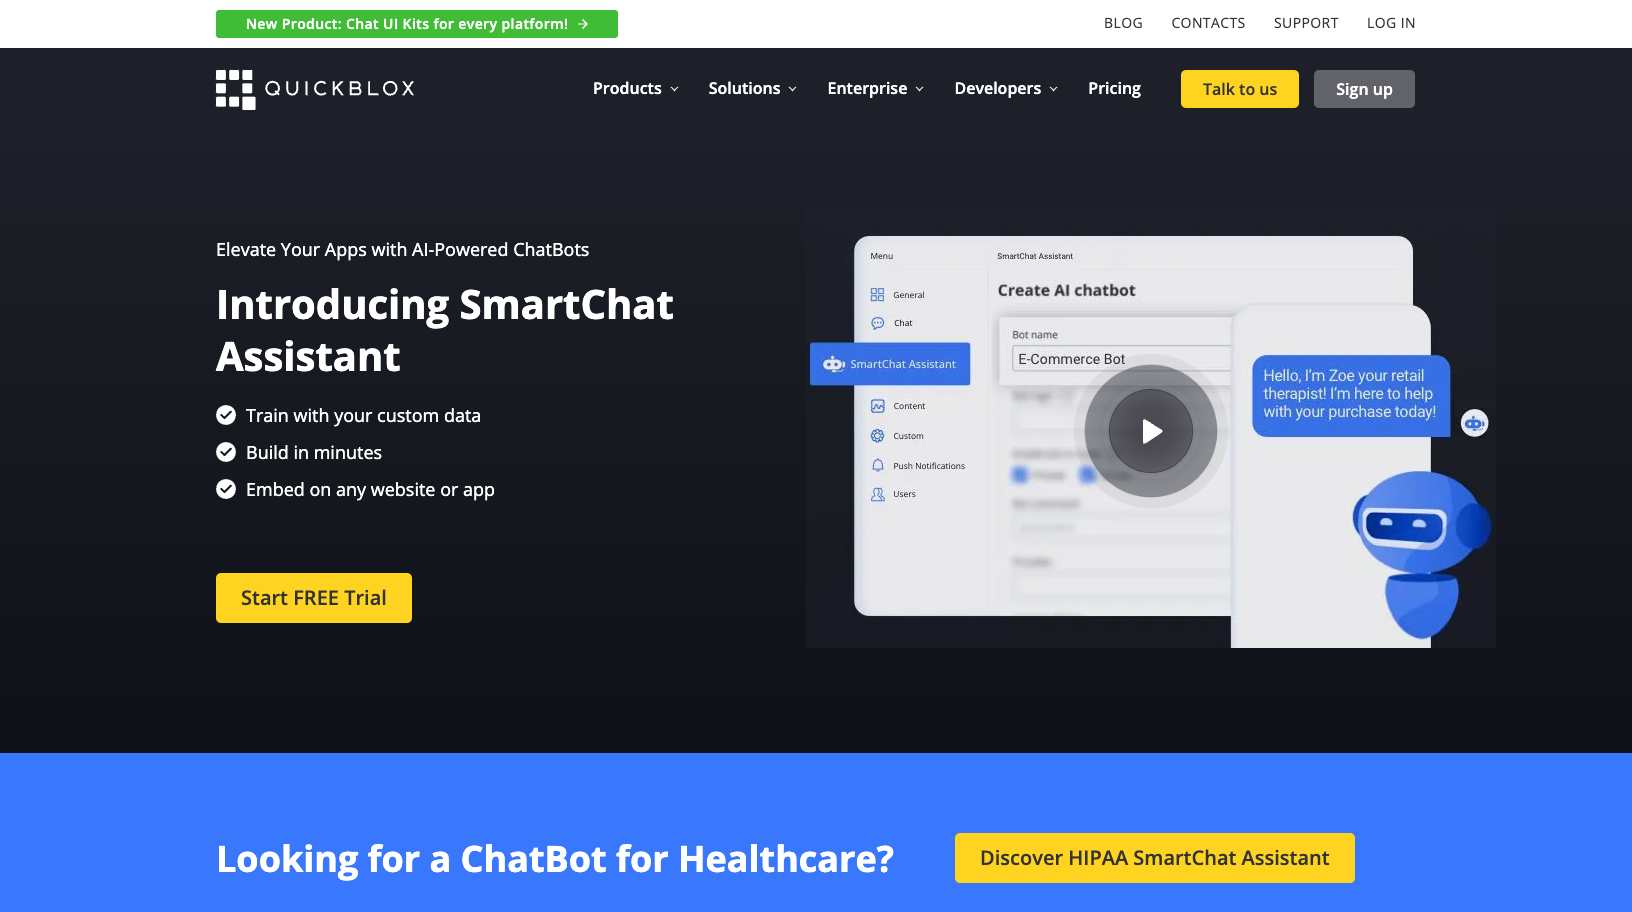 New Product: Chat UI Kits for every platform! →
BLOG CONTACTS SUPPORT LOG IN
QUICKBLOX
Products Solutions Enterprise Developers Pricing Talk to us Sign up
Elevate Your Apps with AI-Powered ChatBots
Introducing SmartChat
Assistant
Train with your custom data
Build in minutes
Embed on any website or app
Start FREE Trial
Menu
General
Chat
SmartChat Assistant
Content
Custom
Push Notifications
Users
SmartChat Assistant
Create AI chatbot
Bot name
E-Commerce Bot
Hello, I'm Zoe your retail
therapist! I'm here to help
with your purchase today!
Looking for a ChatBot for Healthcare?
Discover HIPAA SmartChat Assistant